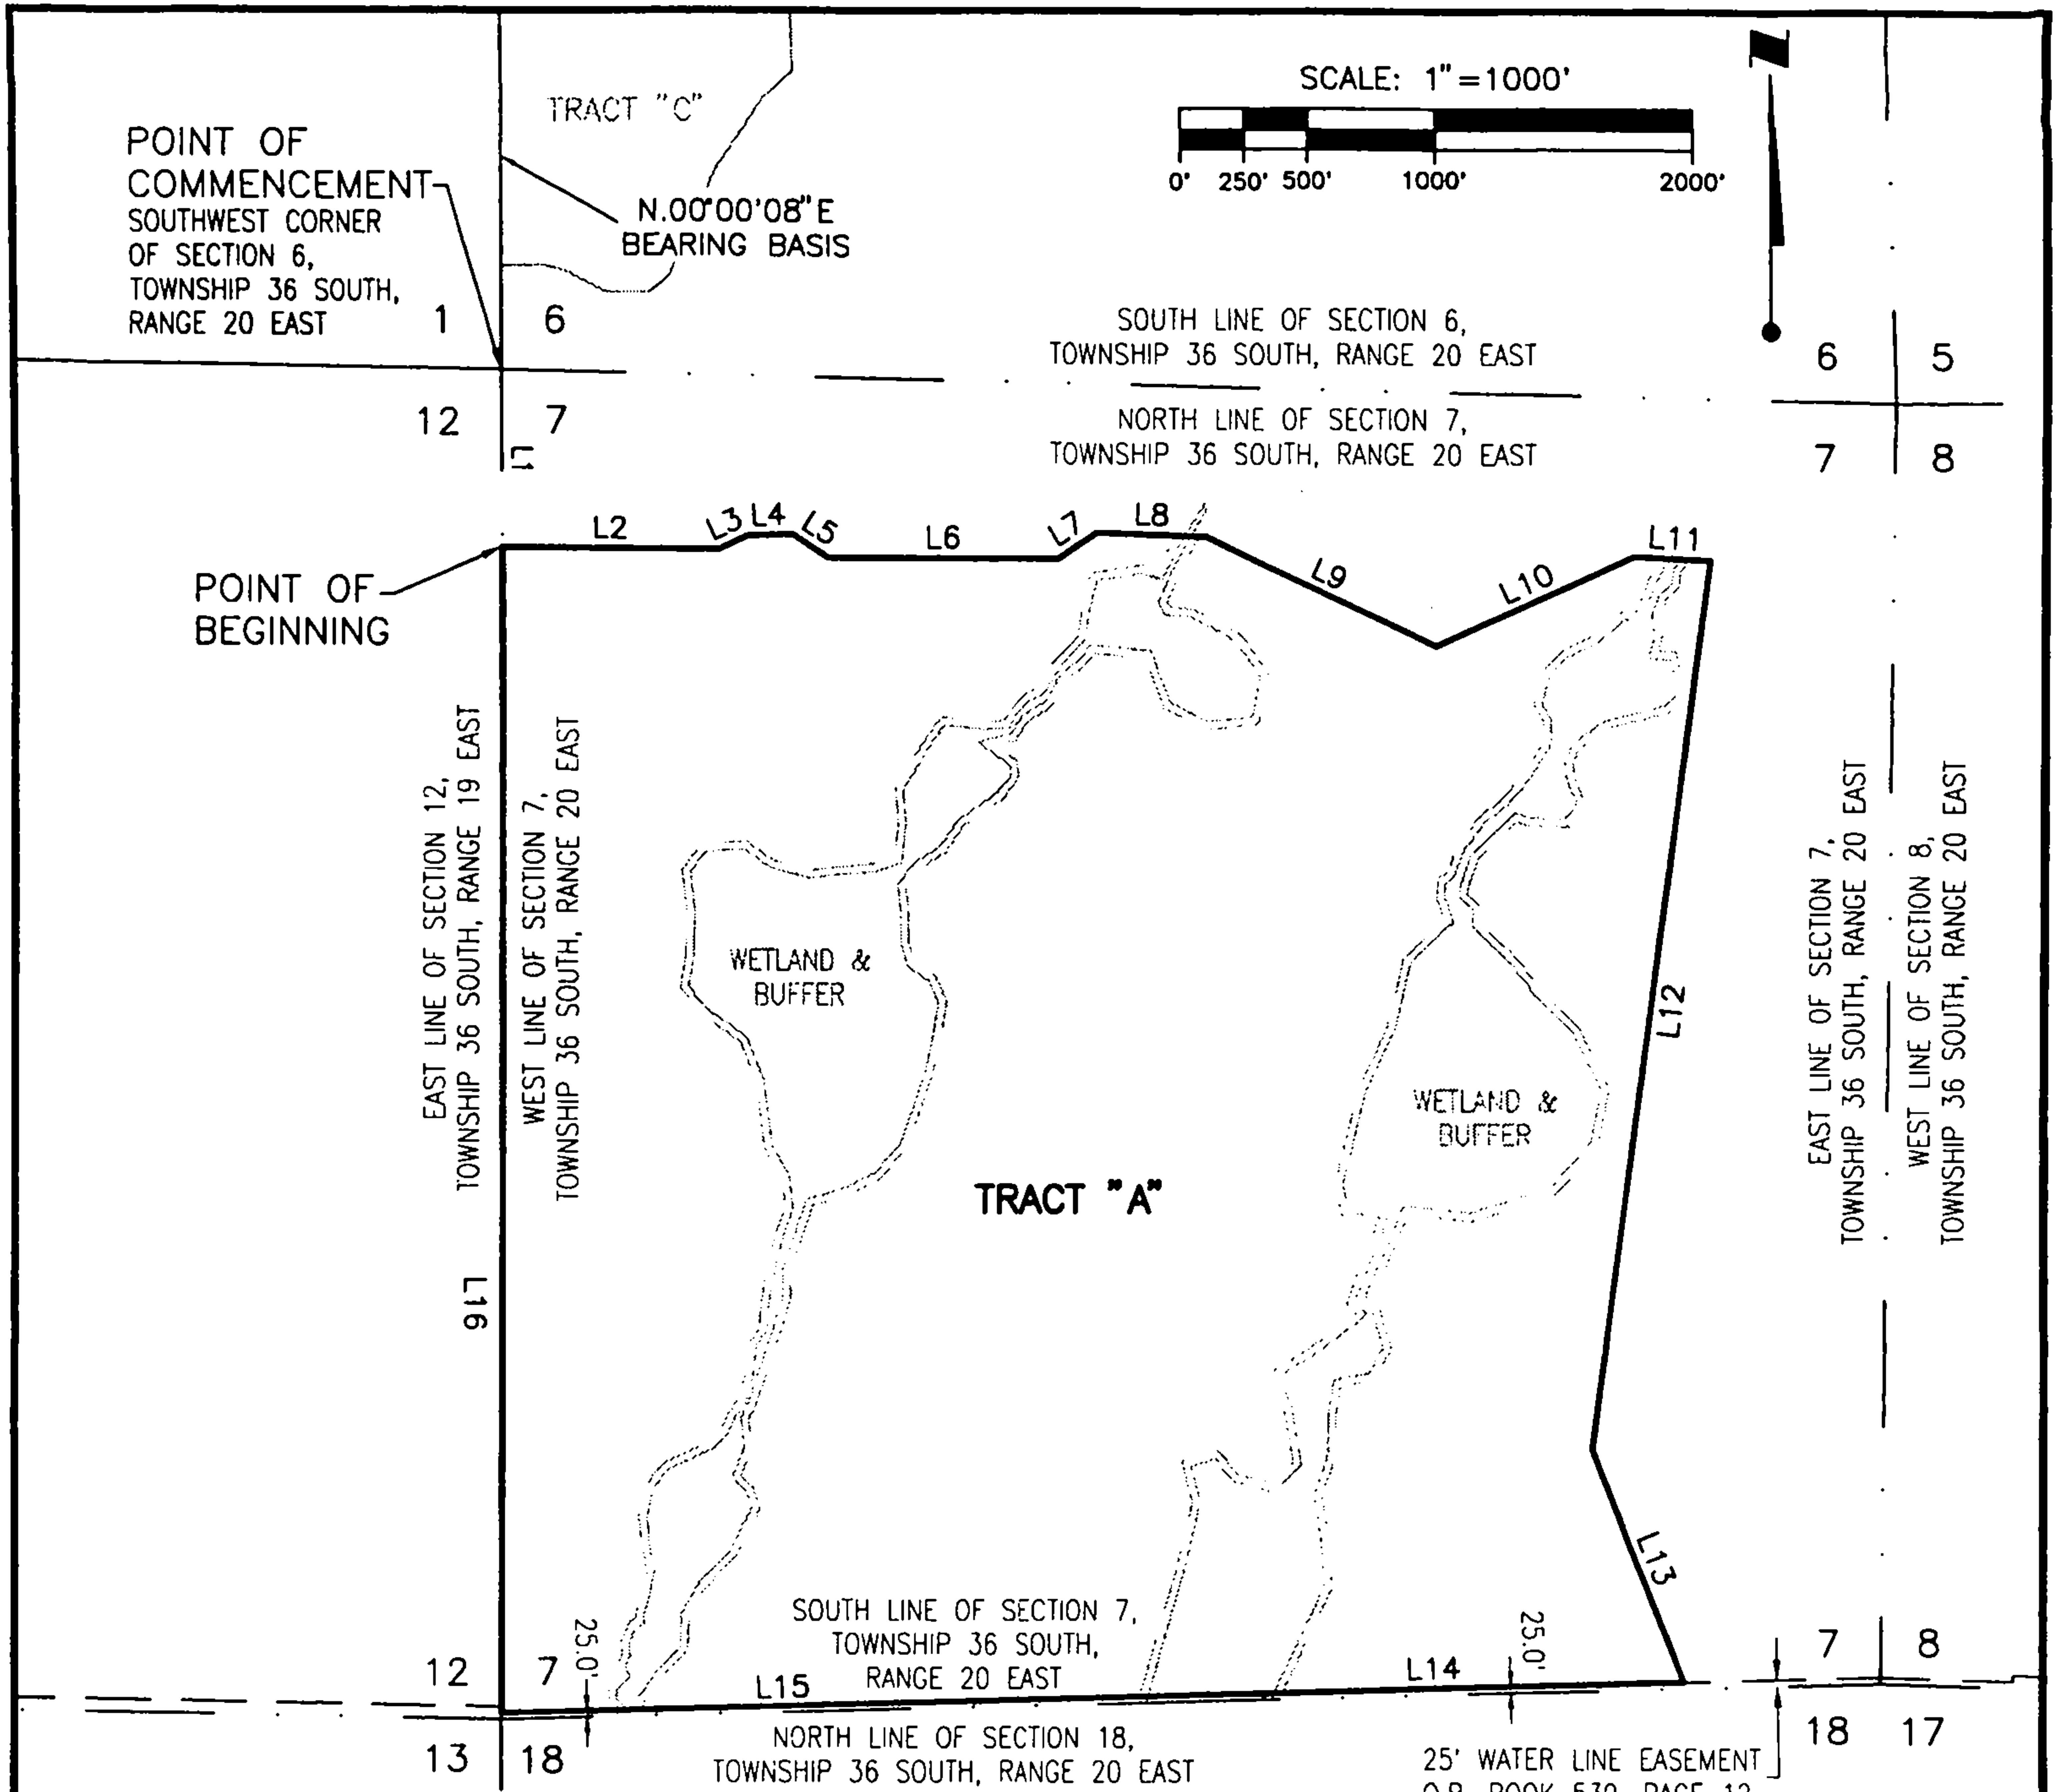 TRACT "C"
SCALE: 1"=1000'
0' 250' 500' 1000' 2000'
POINT OF
COMMENCEMENT
SOUTHWEST CORNER
OF SECTION 6,
TOWNSHIP 36 SOUTH,
RANGE 20 EAST
N.00°00'08"E
BEARING BASIS
1 6
12 7
L1
SOUTH LINE OF SECTION 6,
TOWNSHIP 36 SOUTH, RANGE 20 EAST
NORTH LINE OF SECTION 7,
TOWNSHIP 36 SOUTH, RANGE 20 EAST
6 5
7 8
L2 L3 L4 L5 L6 L7 L8 L9 L10 L11
POINT OF
BEGINNING
EAST LINE OF SECTION 12,
TOWNSHIP 36 SOUTH, RANGE 19 EAST
WEST LINE OF SECTION 7,
TOWNSHIP 36 SOUTH, RANGE 20 EAST
WETLAND &
BUFFER
WETLAND &
BUFFER
TRACT "A"
L12
EAST LINE OF SECTION 7,
TOWNSHIP 36 SOUTH, RANGE 20 EAST
WEST LINE OF SECTION 8,
TOWNSHIP 36 SOUTH, RANGE 20 EAST
L16
L13
SOUTH LINE OF SECTION 7,
TOWNSHIP 36 SOUTH,
RANGE 20 EAST
25.0'
25.0'
L15
L14
12 7
13 18
7 8
18 17
NORTH LINE OF SECTION 18,
TOWNSHIP 36 SOUTH, RANGE 20 EAST
25' WATER LINE EASEMENT